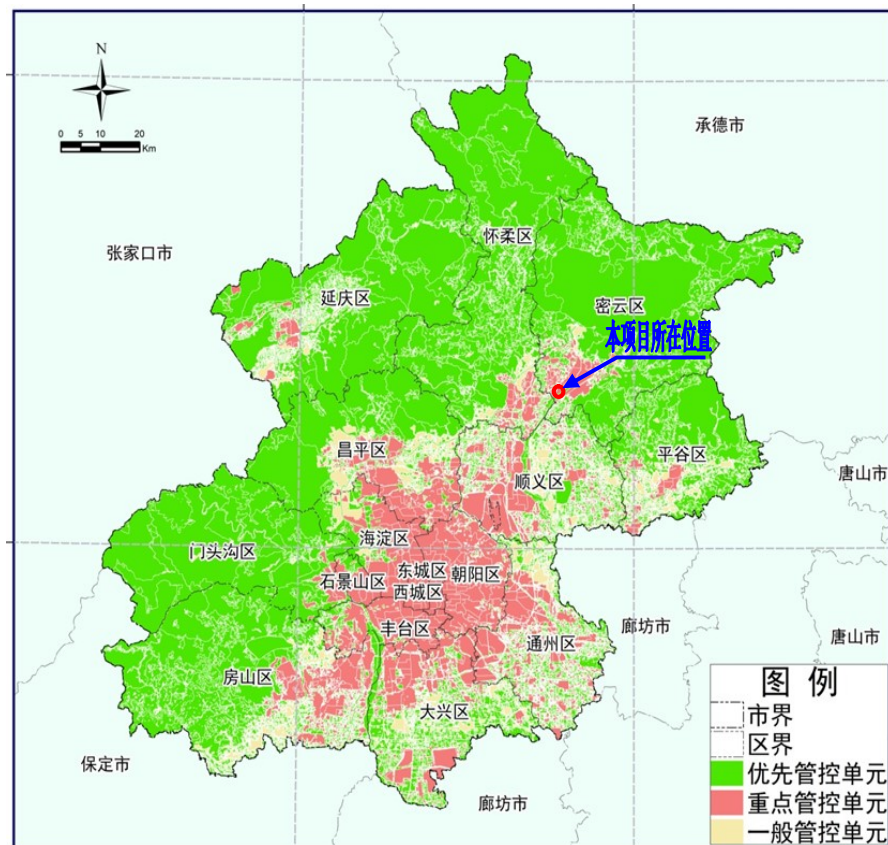 N
0 5 10 20
Km
承德市
张家口市
怀柔区
延庆区
密云区
本项目所在位置
昌平区
平谷区
顺义区
唐山市
海淀区
门头沟区
东城区
朝阳区
石景山区
西城区
丰台区
廊坊市
通州区
唐山市
房山区
大兴区
保定市
廊坊市
图 例
市界
区界
优先管控单元
重点管控单元
一般管控单元